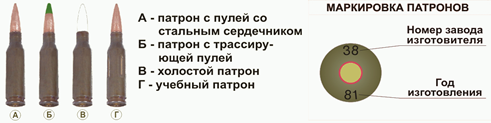 А - патрон с пулей со
стальным сердечником
Б - патрон с трассиру-
ющей пулей
В - холостой патрон
Г - учебный патрон
А Б В Г
МАРКИРОВКА ПАТРОНОВ
Номер завода
изготовителя
38
81
Год
изготовления